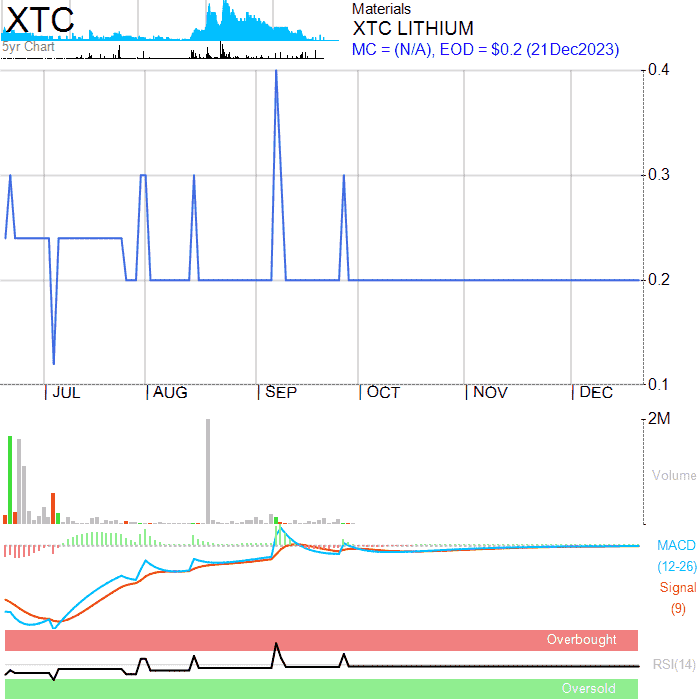 XTC
5yr Chart
Materials
XTC LITHIUM
MC = (N/A), EOD = $0.2 (21Dec2023)
0.4
0.3
0.2
0.1
JUL AUG SEP OCT NOV DEC
2M
Volume
MACD
(12-26)
Signal
(9)
Overbought
RSI(14)
Oversold